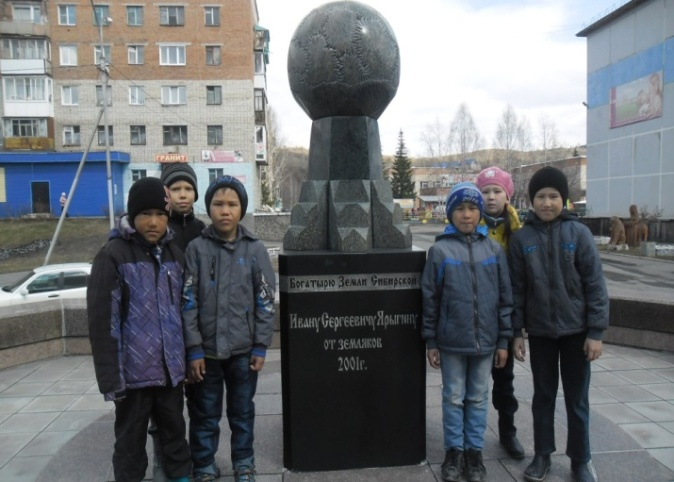 ГРАНИТ
Богатырю Земли Сибирской
Ивану Сергеевичу Ярыгину
от земляков
2001г.